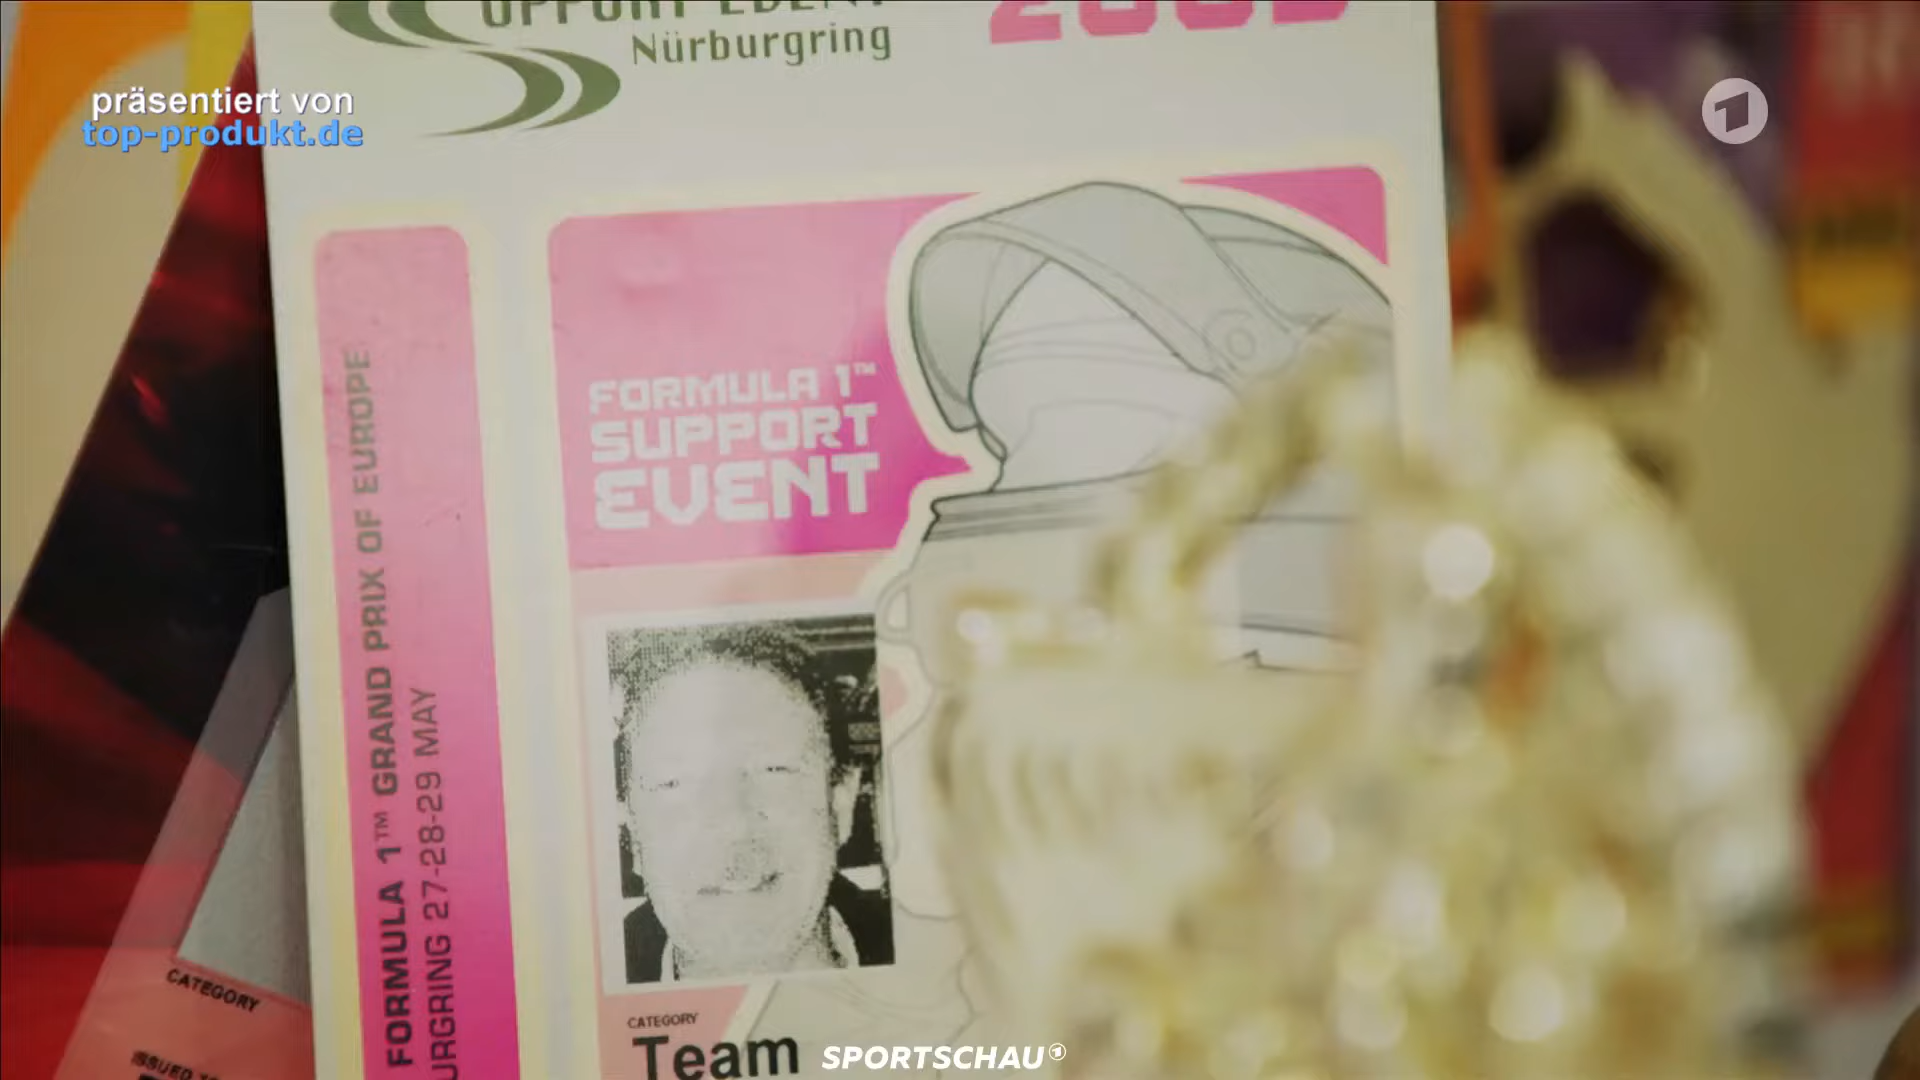 Nürburgring
präsentiert von
top-produkt.de
FORMULA 1™
SUPPORT
EVENT
FORMULA 1™ GRAND PRIX OF EUROPE
URGRING 27-28-29 MAY
CATEGORY
CATEGORY
Team
SPORTSCHAU